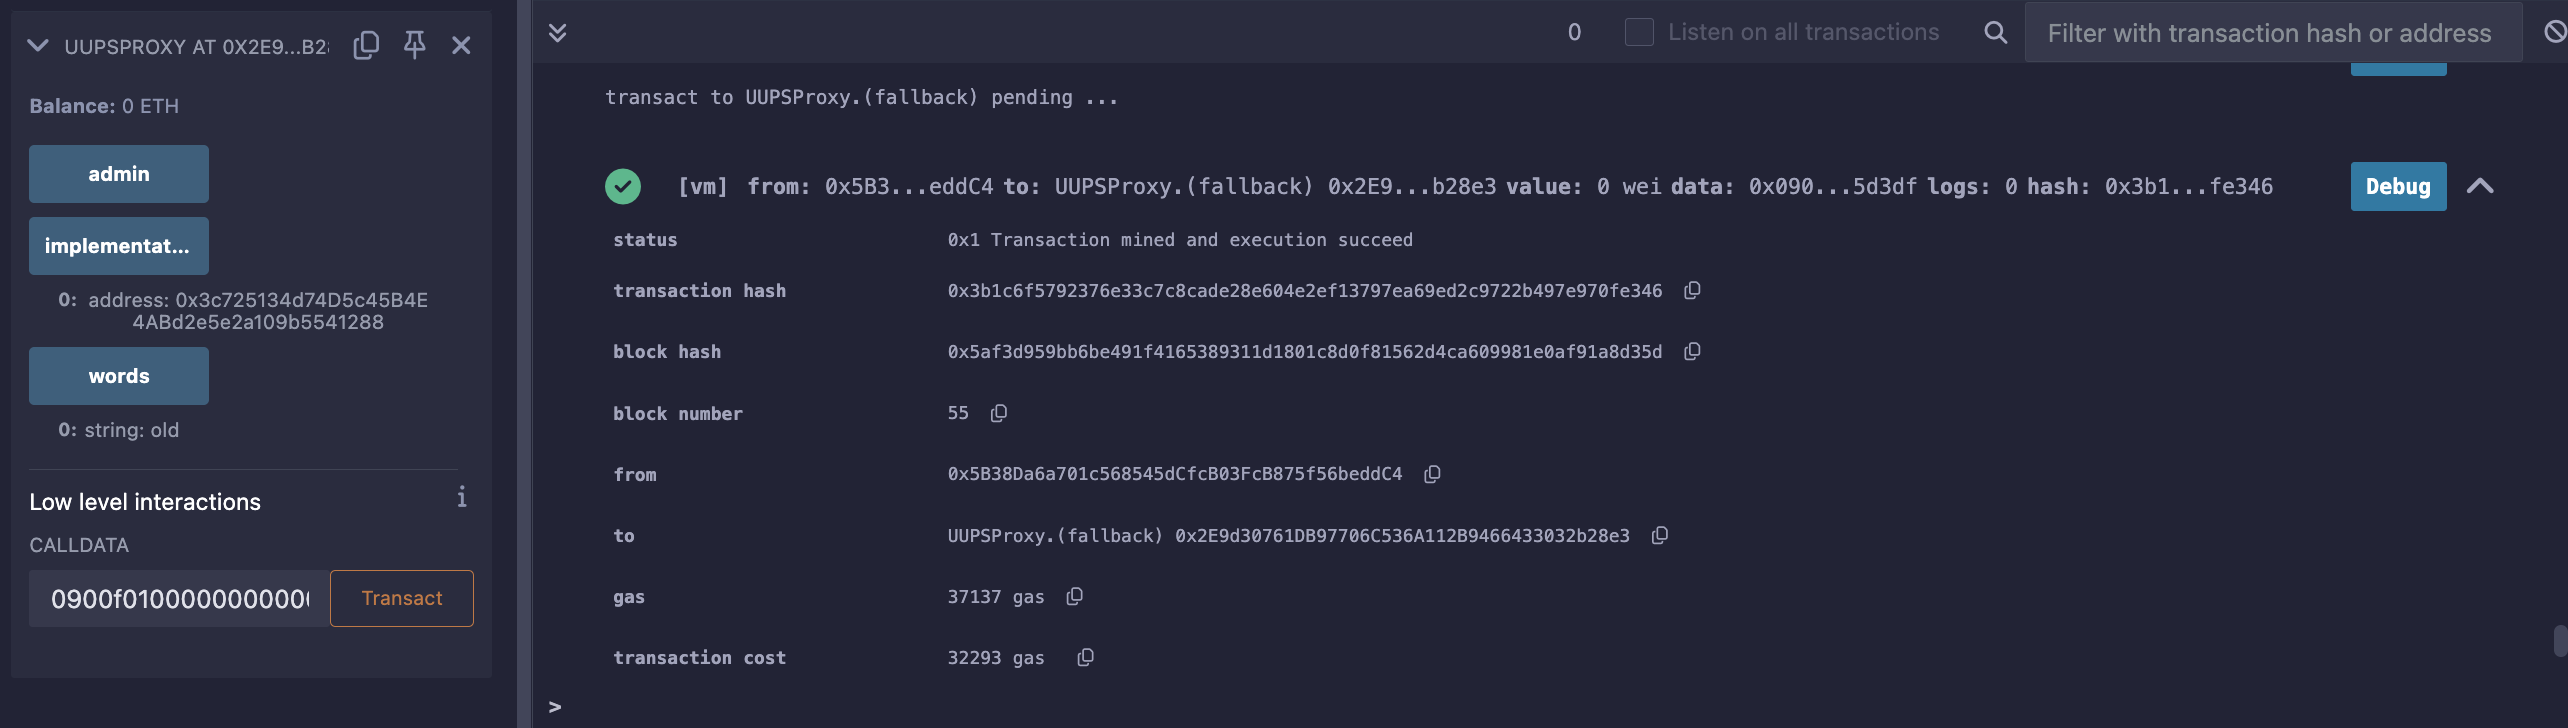 UUPSPROXY AT 0X2E9...B2
Balance: 0 ETH
admin
implementat...
0: address: 0x3c725134d74D5c45B4E
4ABd2e5e2a109b5541288
words
0: string: old
Low level interactions
i
CALLDATA
0900f01000000000000
Transact
0
Listen on all transactions
Filter with transaction hash or address
transact to UUPSProxy.(fallback) pending ...
[vm] from: 0x5B3...eddC4 to: UUPSProxy.(fallback) 0x2E9...b28e3 value: 0 wei data: 0x090...5d3df logs: 0 hash: 0x3b1...fe346
Debug
status 0x1 Transaction mined and execution succeed
transaction hash 0x3b1c6f5792376e33c7c8cade28e604e2ef13797ea69ed2c9722b497e970fe346
block hash 0x5af3d959bb6be491f4165389311d1801c8d0f81562d4ca609981e0af91a8d35d
block number 55
from 0x5B38Da6a701c568545dCfcB03FcB875f56beddC4
to UUPSProxy.(fallback) 0x2E9d30761DB97706C536A112B9466433032b28e3
gas 37137 gas
transaction cost 32293 gas
>